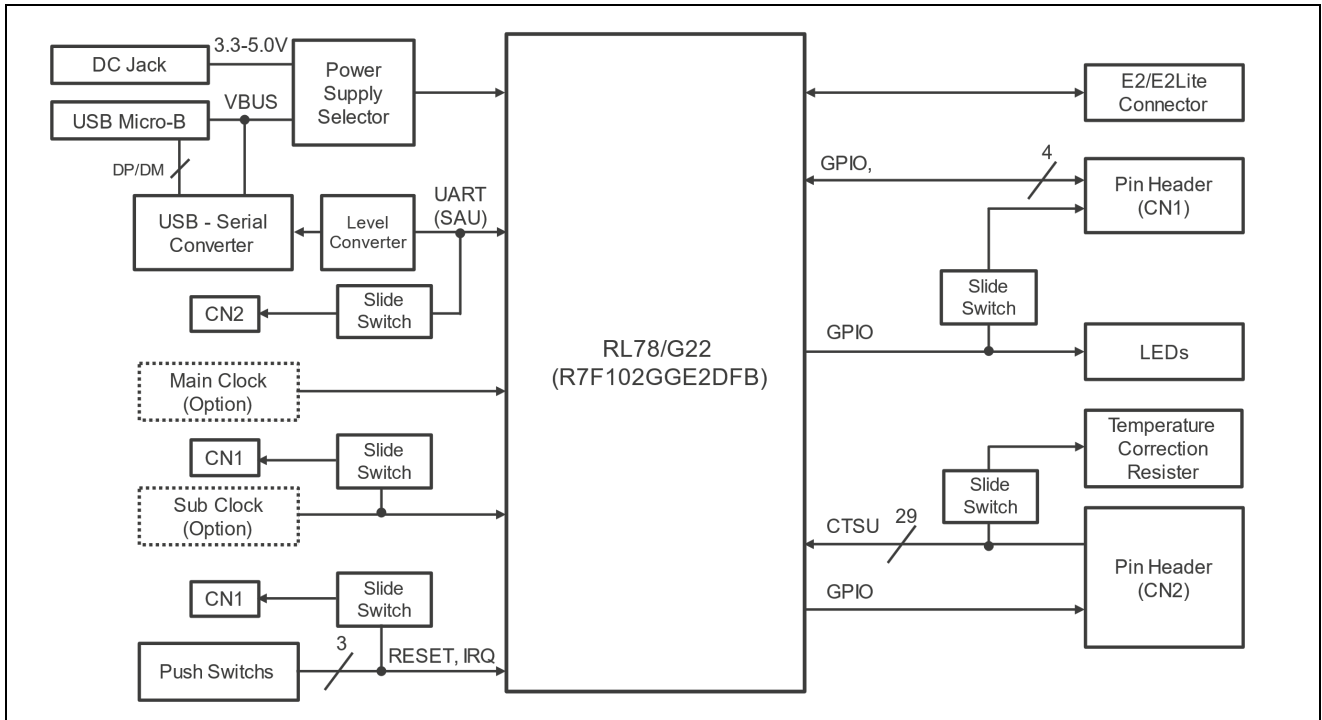 DC Jack
3.3-5.0V
Power
Supply
Selector
USB Micro-B
VBUS
DP/DM
USB - Serial
Converter
Level
Converter
UART
(SAU)
CN2
Slide
Switch
Main Clock
(Option)
CN1
Slide
Switch
Sub Clock
(Option)
CN1
Slide
Switch
Push Switchs
3
RESET, IRQ
RL78/G22
(R7F102GGE2DFB)
E2/E2Lite
Connector
GPIO,
4
Pin Header
(CN1)
Slide
Switch
GPIO
LEDs
Temperature
Correction
Resister
Slide
Switch
CTSU
29
GPIO
Pin Header
(CN2)